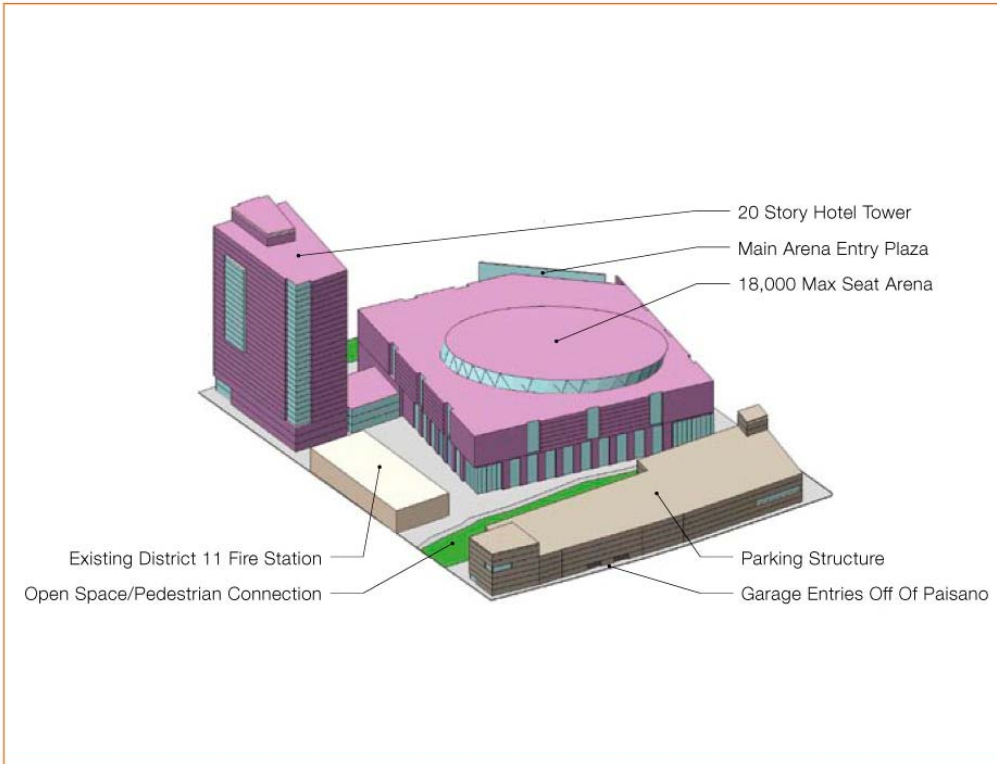 20 Story Hotel Tower
Main Arena Entry Plaza
18,000 Max Seat Arena
Existing District 11 Fire Station
Open Space/Pedestrian Connection
Parking Structure
Garage Entries Off Of Paisano